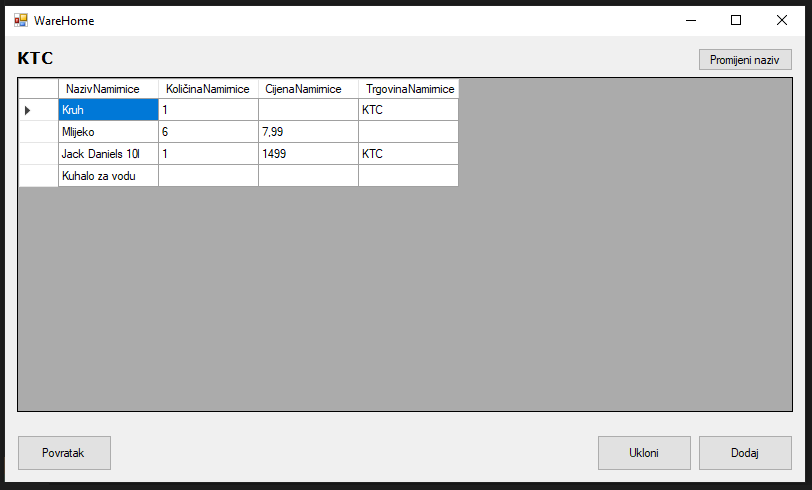 WareHome
KTC
Promijeni naziv
NazivNamirnice KoličinaNamirnice CijenaNamirnice TrgovinaNamirnice
Kruh 1 KTC
Mlijeko 6 7,99
Jack Daniels 10l 1 1499 KTC
Kuhalo za vodu
Povratak Ukloni Dodaj